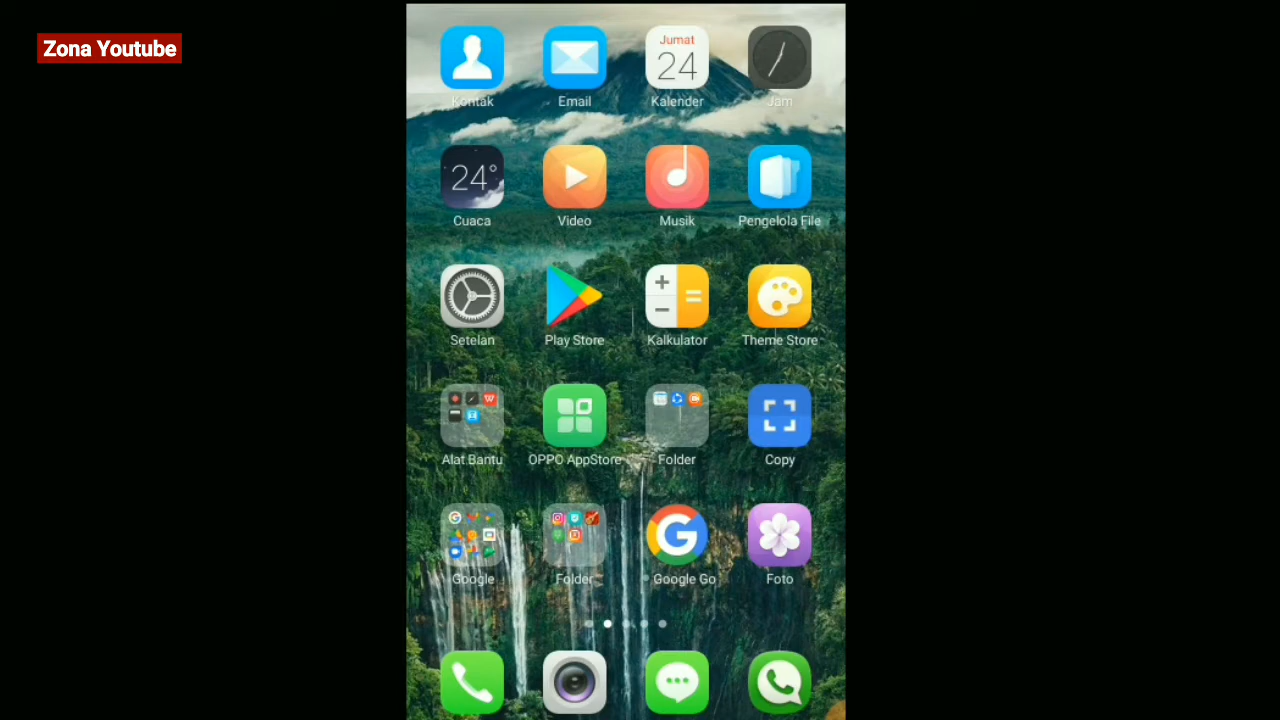 Zona Youtube
Jumat
24
Kontak
Email
Kalender
Jam
24°
Cuaca
Video
Musik
Pengelola File
Setelan
Play Store
Kalkulator
Theme Store
Alat Bantu
OPPO AppStore
Folder
Copy
Google
Folder
Google Go
Foto